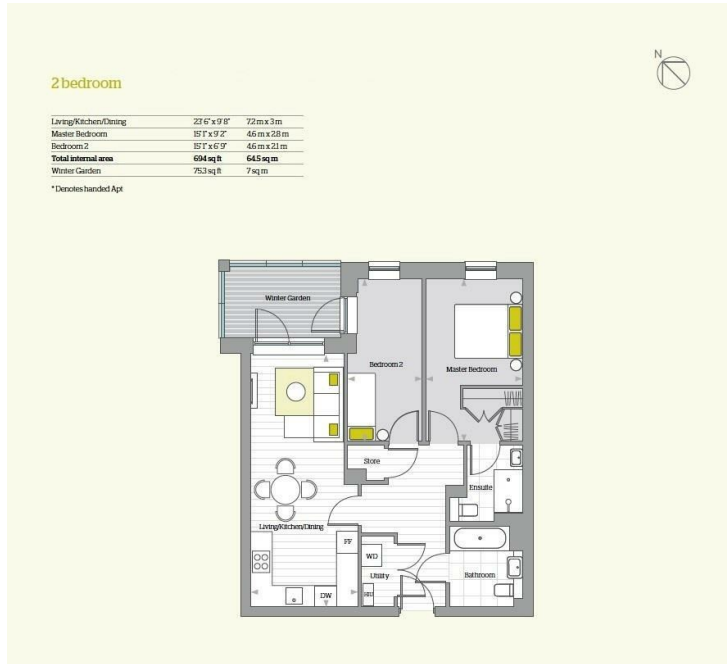 N
2 bedroom
Living/Kitchen/Dining 23'6" x 9'8" 7.2 m x 3 m
Master Bedroom 15'1" x 9'2" 4.6 m x 2.8 m
Bedroom 2 15'1" x 6'9" 4.6 m x 2.1 m
Total internal area 694 sq ft 64.5 sq m
Winter Garden 75.3 sq ft 7 sq m
* Denotes handed Apt
Winter Garden
Bedroom 2
Master Bedroom
Store
Ensuite
Living/Kitchen/Dining
FF
WD
Utility
Bathroom
HIU
DW